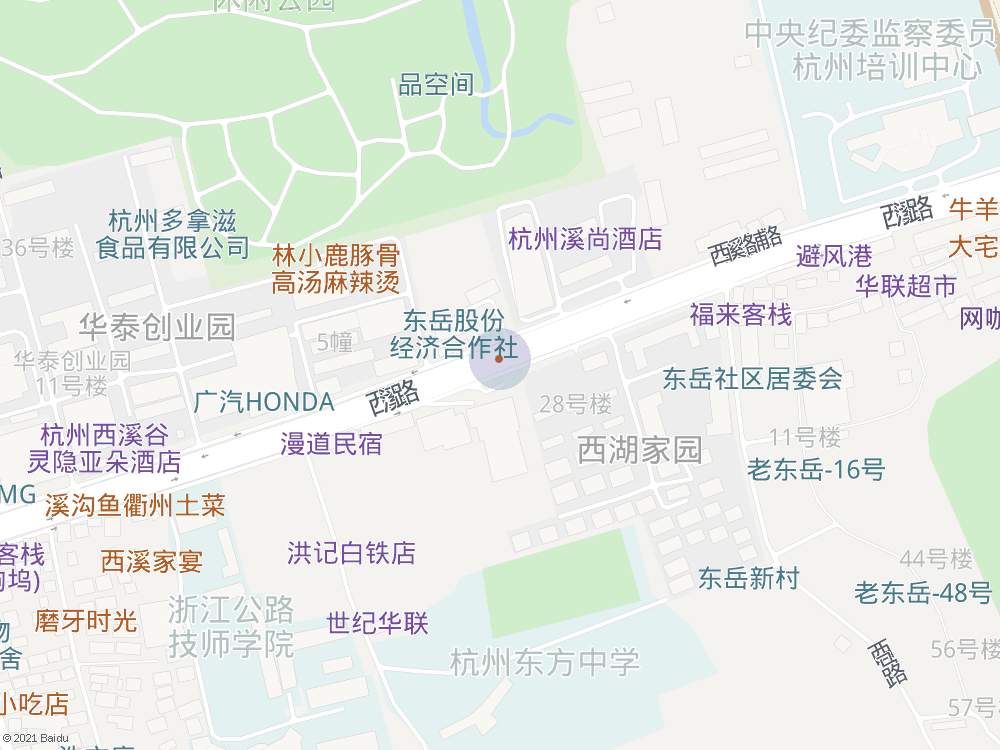 休闲公园
中央纪委监察委员
杭州培训中心
品空间
西溪路
牛羊
大宅
杭州多拿滋
食品有限公司
36号楼
林小鹿豚骨
高汤麻辣烫
杭州溪尚酒店
西溪路辅路
避风港
华联超市
福来客栈
网咖
华泰创业园
5幢
东岳股份
经济合作社
华泰创业园
11号楼
东岳社区居委会
广汽HONDA
西溪路
28号楼
杭州西溪谷
灵隐亚朵酒店
漫道民宿
西湖家园
11号楼
老东岳-16号
MG
溪沟鱼衢州土菜
客栈
西溪家宴
洪记白铁店
44号楼
东岳新村
老东岳-48号
磨牙时光
浙江公路
技师学院
世纪华联
物
舍
杭州东方中学
56号楼
小吃店
57号
© 2021 Baidu